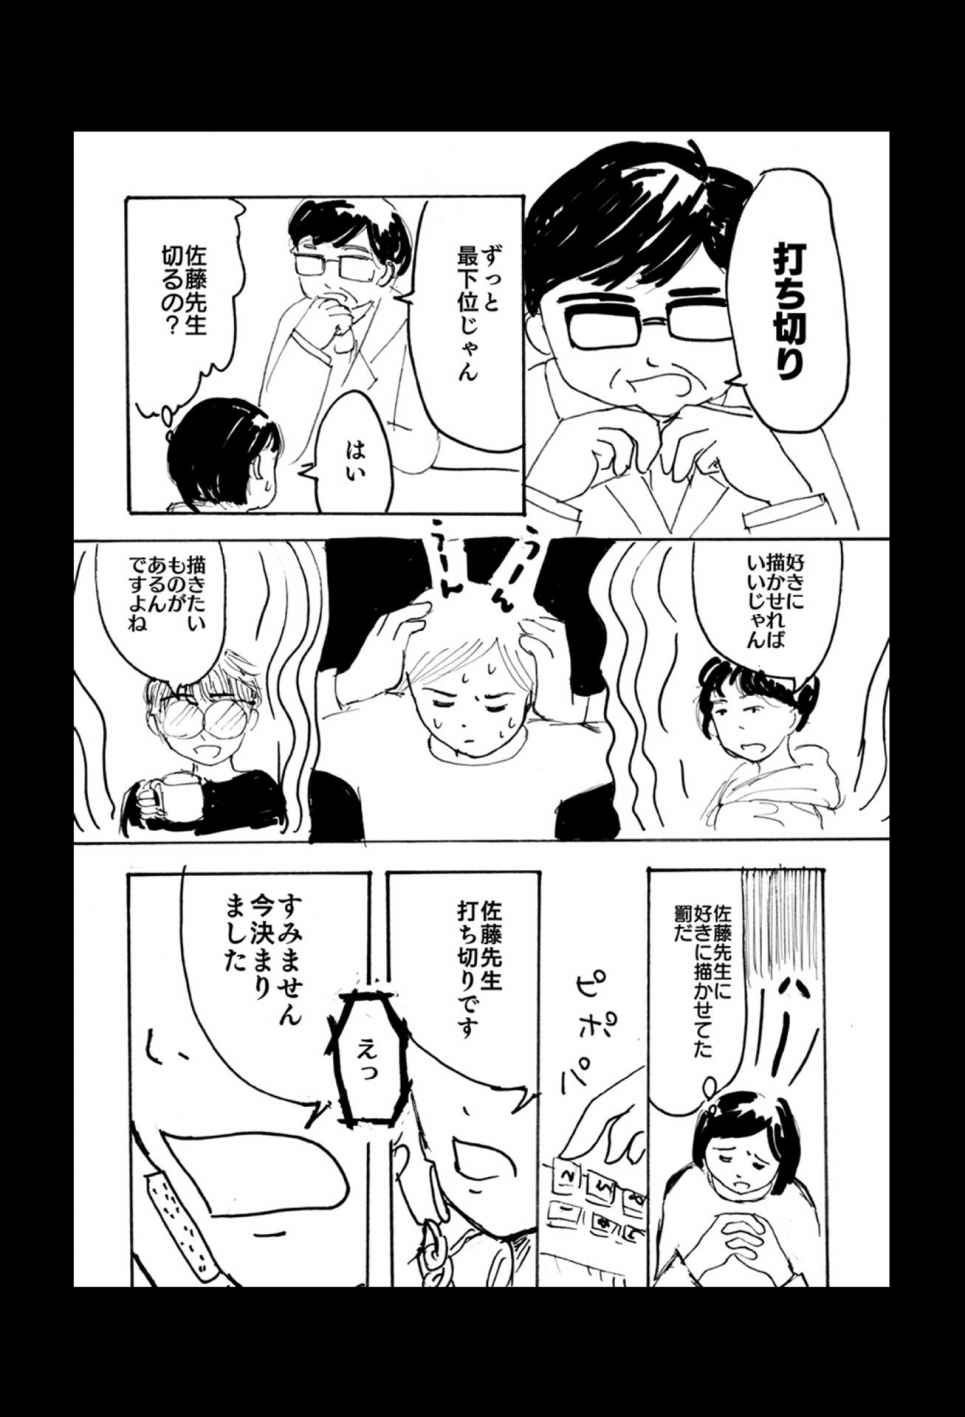 打ち切り
ずっと
最下位じゃん
はい
佐藤先生
切るの？
好きに
描かせれば
いいじゃん
うーん
うーん
描きたい
ものが
あるん
ですよね
佐藤先生に
好きに描かせてた
罰だ
ハー
ピポパ
佐藤先生
打ち切りです
えっ
すみません
今決まり
ました